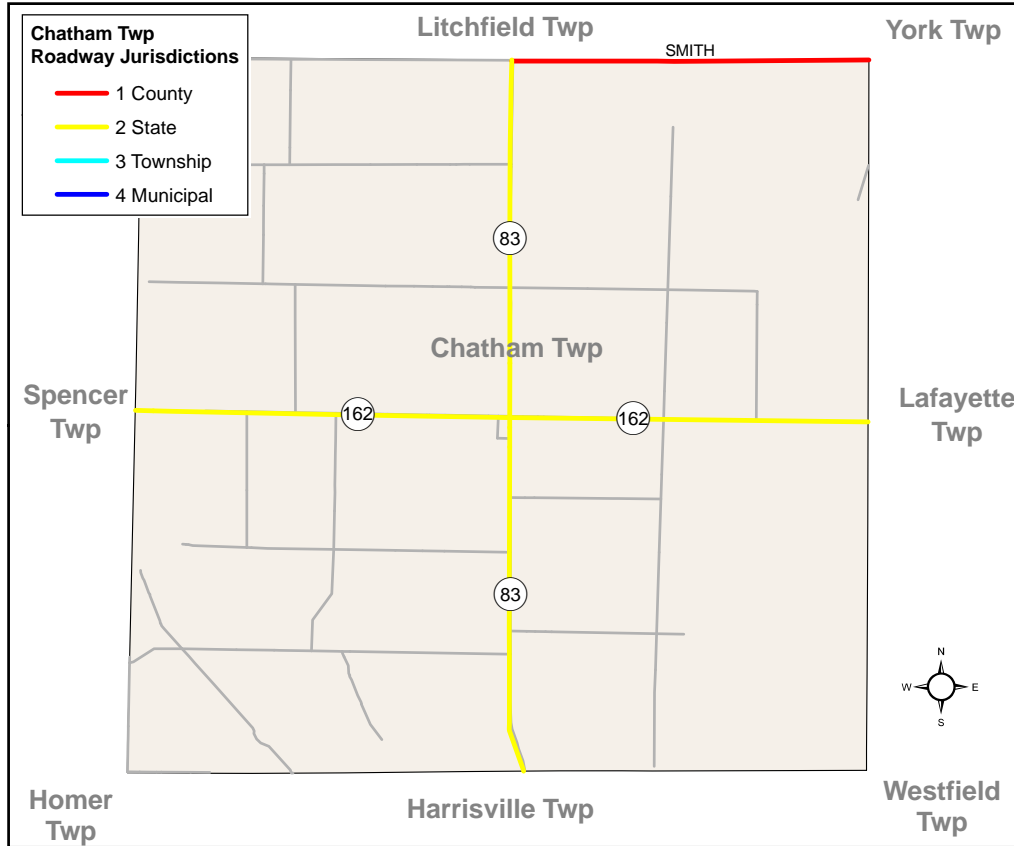 Chatham Twp
Roadway Jurisdictions
1 County
2 State
3 Township
4 Municipal
Litchfield Twp
York Twp
SMITH
83
Chatham Twp
Spencer
Twp
162
162
Lafayette
Twp
83
N
W
E
S
Homer
Twp
Harrisville Twp
Westfield
Twp